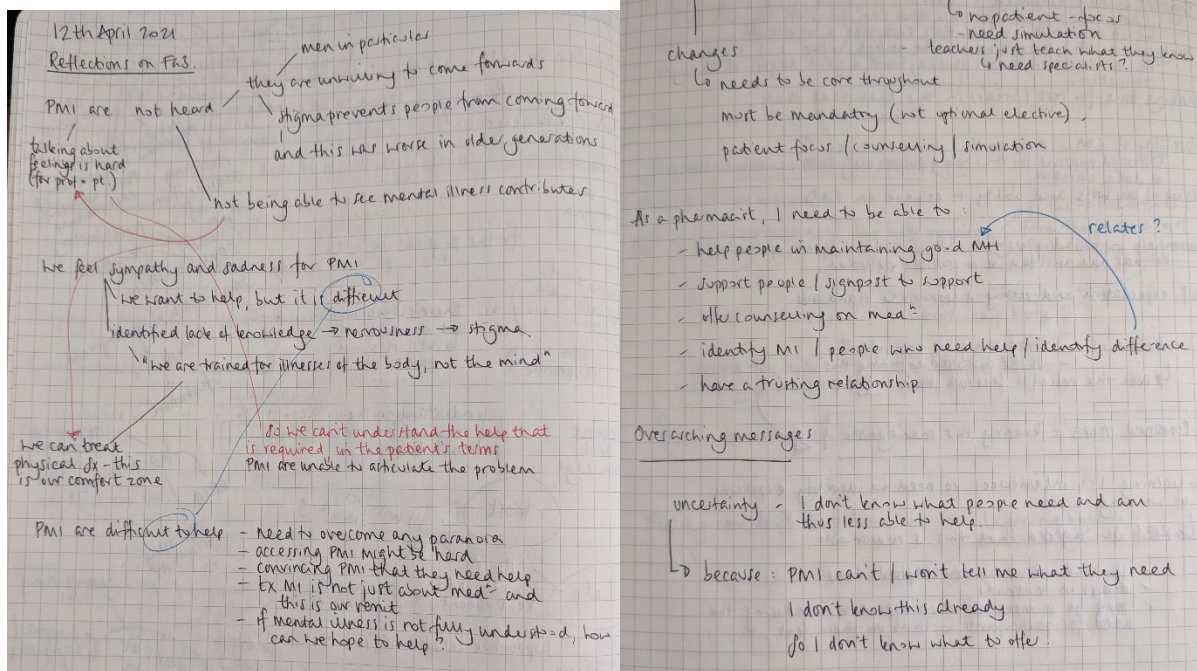 12th April 2021
Reflections on FG3.
men in particular
they are unwilling to come forwards
PMI are not heard
stigma prevents people from coming forward
and this was worse in older generations
talking about
feelings is hard
(for prof + pt.)
not being able to see mental illness contributes
We feel sympathy and sadness for PMI
we want to help, but it is difficult
identified lack of knowledge → nervousness → stigma
"we are trained for illnesses of the body, not the mind"
we can treat
physical sx - this
is our comfort zone
so we can't understand the help that
is required in the patient's terms
PMI are unable to articulate the problem
PMI are difficult to help
- need to overcome any paranoia
- accessing PMI might be hard
- convincing PMI that they need help
- tx MI is not just about medⁿ and
this is our remit
- if mental illness is not fully understood, how
can we hope to help?
↳ no patient-focus
- need simulation
- teachers just teach what they know
↳ need specialists?
changes
↳ needs to be core throughout
must be mandatory (not optional elective).
patient focus / counselling / simulation
As a pharmacist, I need to be able to:
relates?
- help people in maintaining good MH
- support people / signpost to support
- offer counselling on medⁿ
- identify MI / people who need help / identify difference
- have a trusting relationship
Overarching messages
uncertainty - I don't know what people need and am
thus less able to help.
↳ because: PMI can't / won't tell me what they need
I don't know this already
so I don't know what to offer!